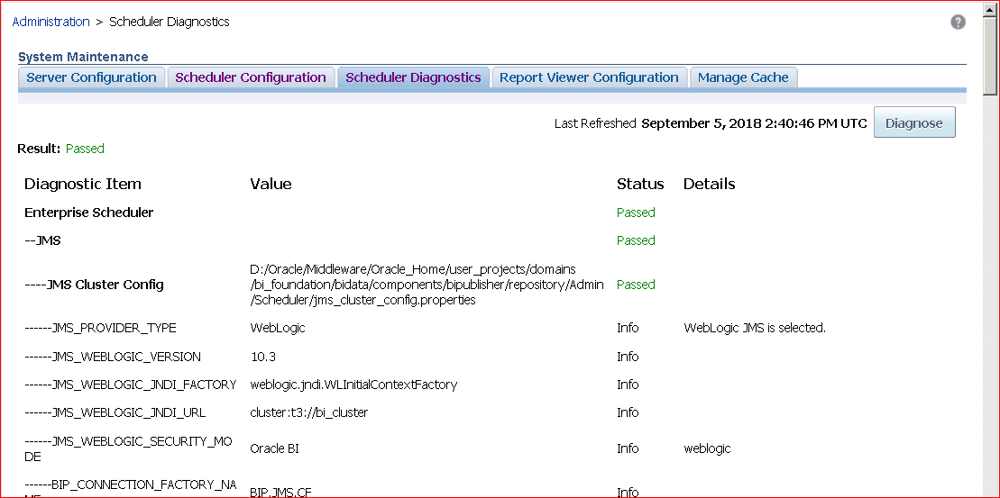 Administration > Scheduler Diagnostics
System Maintenance
Server Configuration Scheduler Configuration Scheduler Diagnostics Report Viewer Configuration Manage Cache
Last Refreshed September 5, 2018 2:40:46 PM UTC Diagnose
Result: Passed
Diagnostic Item Value Status Details
Enterprise Scheduler Passed
--JMS Passed
----JMS Cluster Config D:/Oracle/Middleware/Oracle_Home/user_projects/domains
/bi_foundation/bidata/components/bipublisher/repository/Admin
/Scheduler/jms_cluster_config.properties Passed
------JMS_PROVIDER_TYPE WebLogic Info WebLogic JMS is selected.
------JMS_WEBLOGIC_VERSION 10.3 Info
------JMS_WEBLOGIC_JNDI_FACTORY weblogic.jndi.WLInitialContextFactory Info
------JMS_WEBLOGIC_JNDI_URL cluster:t3://bi_cluster Info
------JMS_WEBLOGIC_SECURITY_MO
DE Oracle BI Info weblogic
------BIP_CONNECTION_FACTORY_NA
BIP.JMS.CF Info